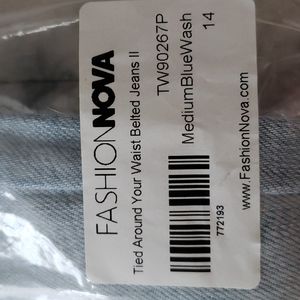 FASHIONNOVA
Tied Around Your Waist Belted Jeans II
TW90267P
MediumBlueWash
14
772193
www.FashionNova.com